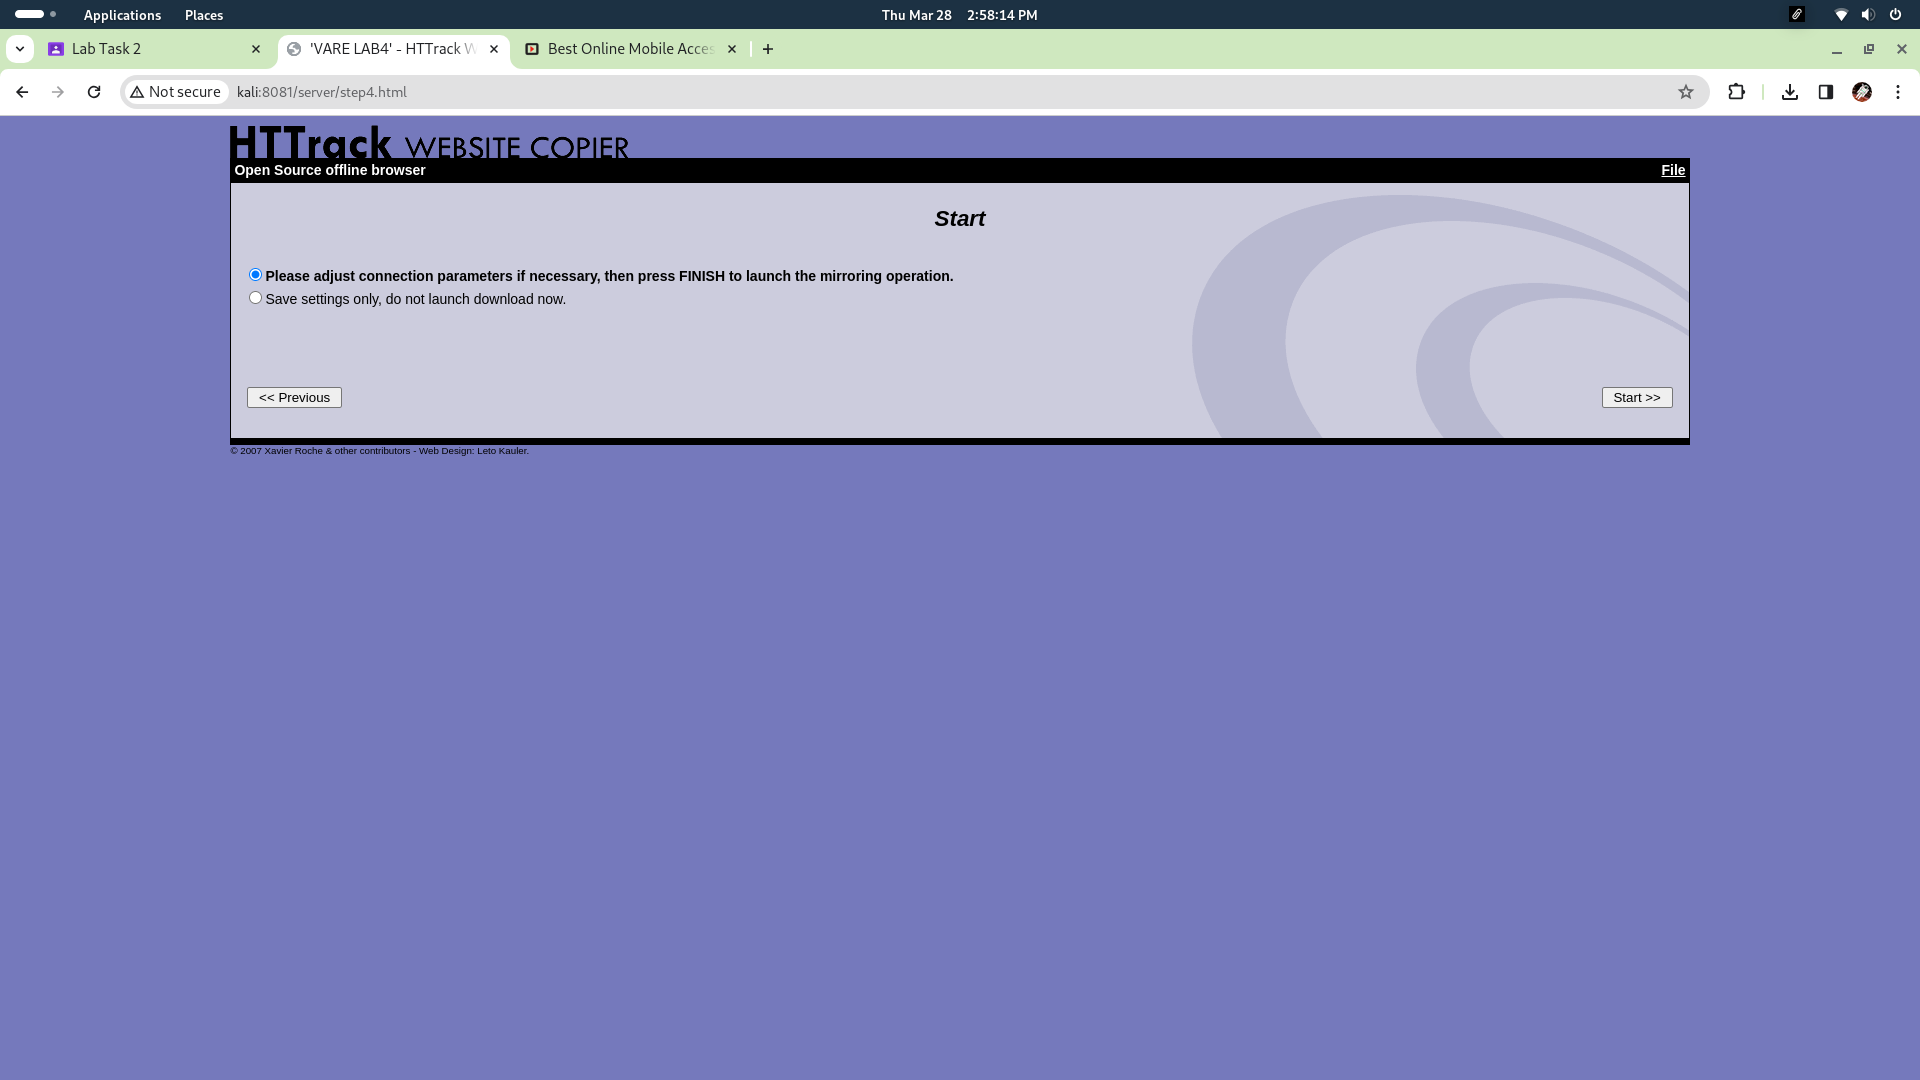 Applications Places Thu Mar 28 2:58:14 PM
Lab Task 2 'VARE LAB4' - HTTrack W Best Online Mobile Acces
Not secure kali:8081/server/step4.html
HTTrack WEBSITE COPIER
Open Source offline browser File
Start
Please adjust connection parameters if necessary, then press FINISH to launch the mirroring operation.
Save settings only, do not launch download now.
<< Previous Start >>
© 2007 Xavier Roche & other contributors - Web Design: Leto Kauler.